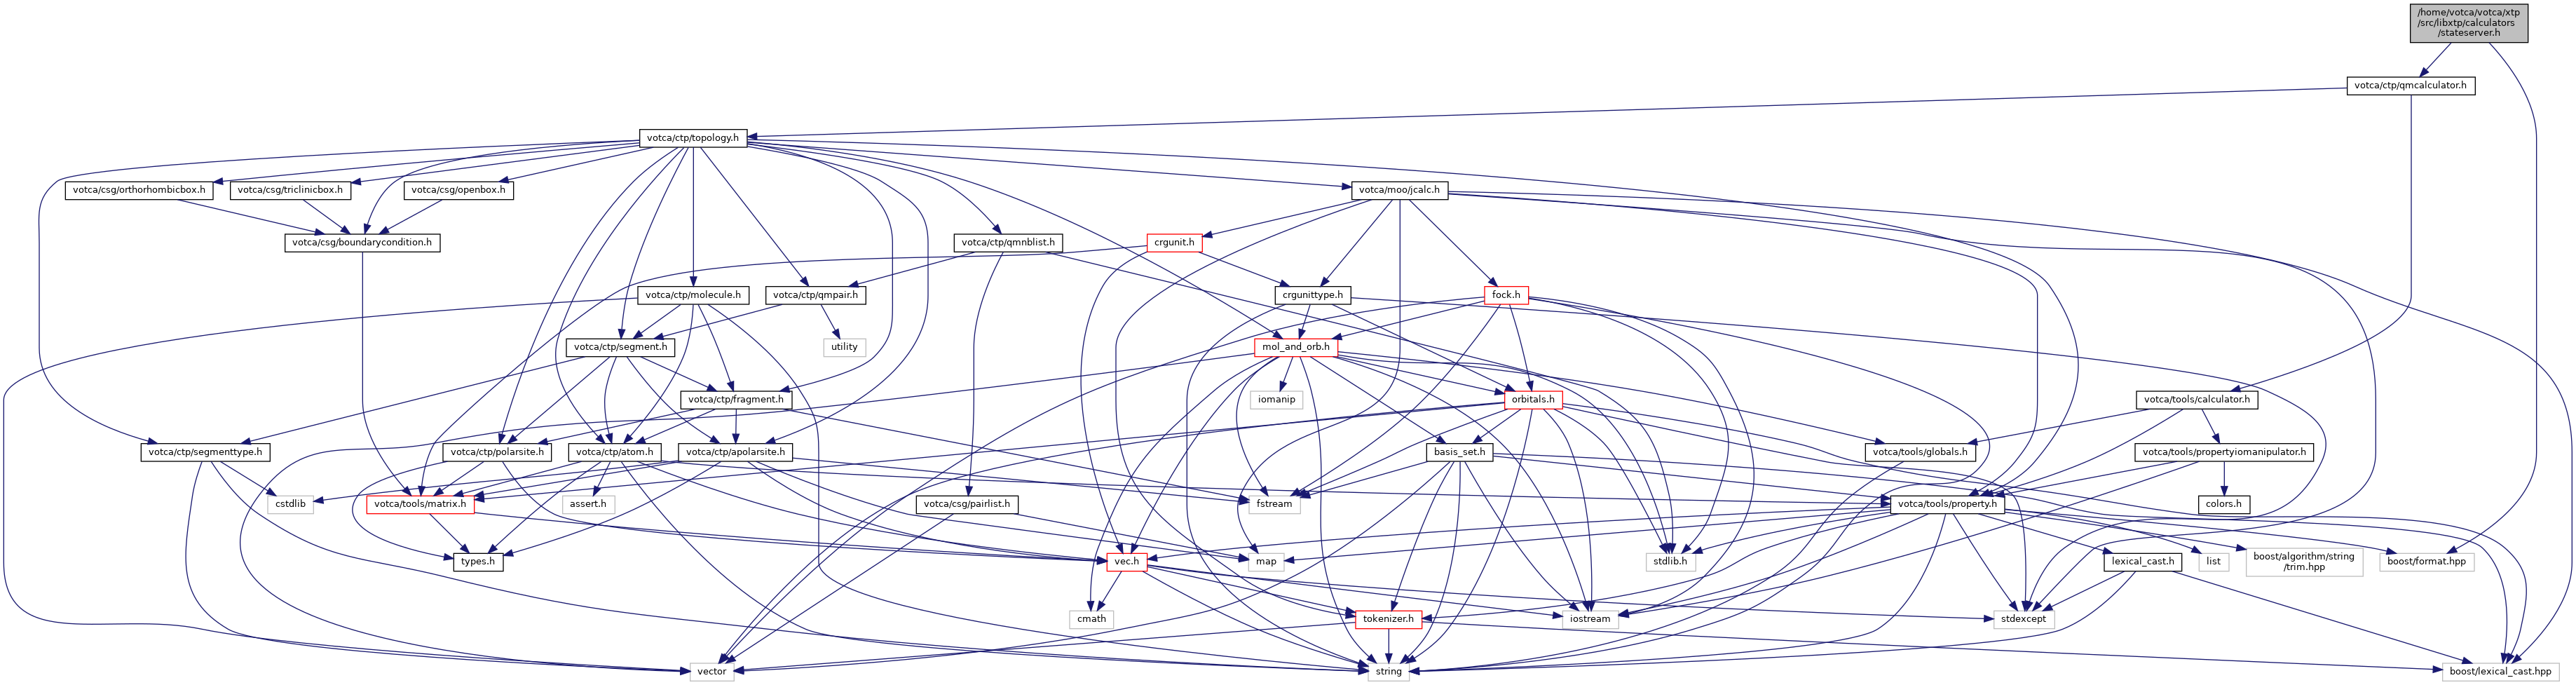 /home/votca/votca/xtp
/src/libxtp/calculators
/stateserver.h
votca/ctp/qmcalculator.h
votca/ctp/topology.h
votca/csg/orthorhombicbox.h
votca/csg/triclinicbox.h
votca/csg/openbox.h
votca/moo/jcalc.h
votca/csg/boundarycondition.h
votca/ctp/qmnblist.h
crgunit.h
votca/ctp/molecule.h
votca/ctp/qmpair.h
crgunittype.h
fock.h
votca/ctp/segment.h
utility
mol_and_orb.h
votca/ctp/fragment.h
iomanip
orbitals.h
votca/tools/calculator.h
votca/ctp/segmenttype.h
votca/ctp/polarsite.h
votca/ctp/atom.h
votca/ctp/apolarsite.h
basis_set.h
votca/tools/globals.h
votca/tools/propertyiomanipulator.h
cstdlib
votca/tools/matrix.h
assert.h
votca/csg/pairlist.h
fstream
votca/tools/property.h
colors.h
types.h
vec.h
map
stdlib.h
lexical_cast.h
list
boost/algorithm/string
/trim.hpp
boost/format.hpp
cmath
tokenizer.h
iostream
stdexcept
vector
string
boost/lexical_cast.hpp